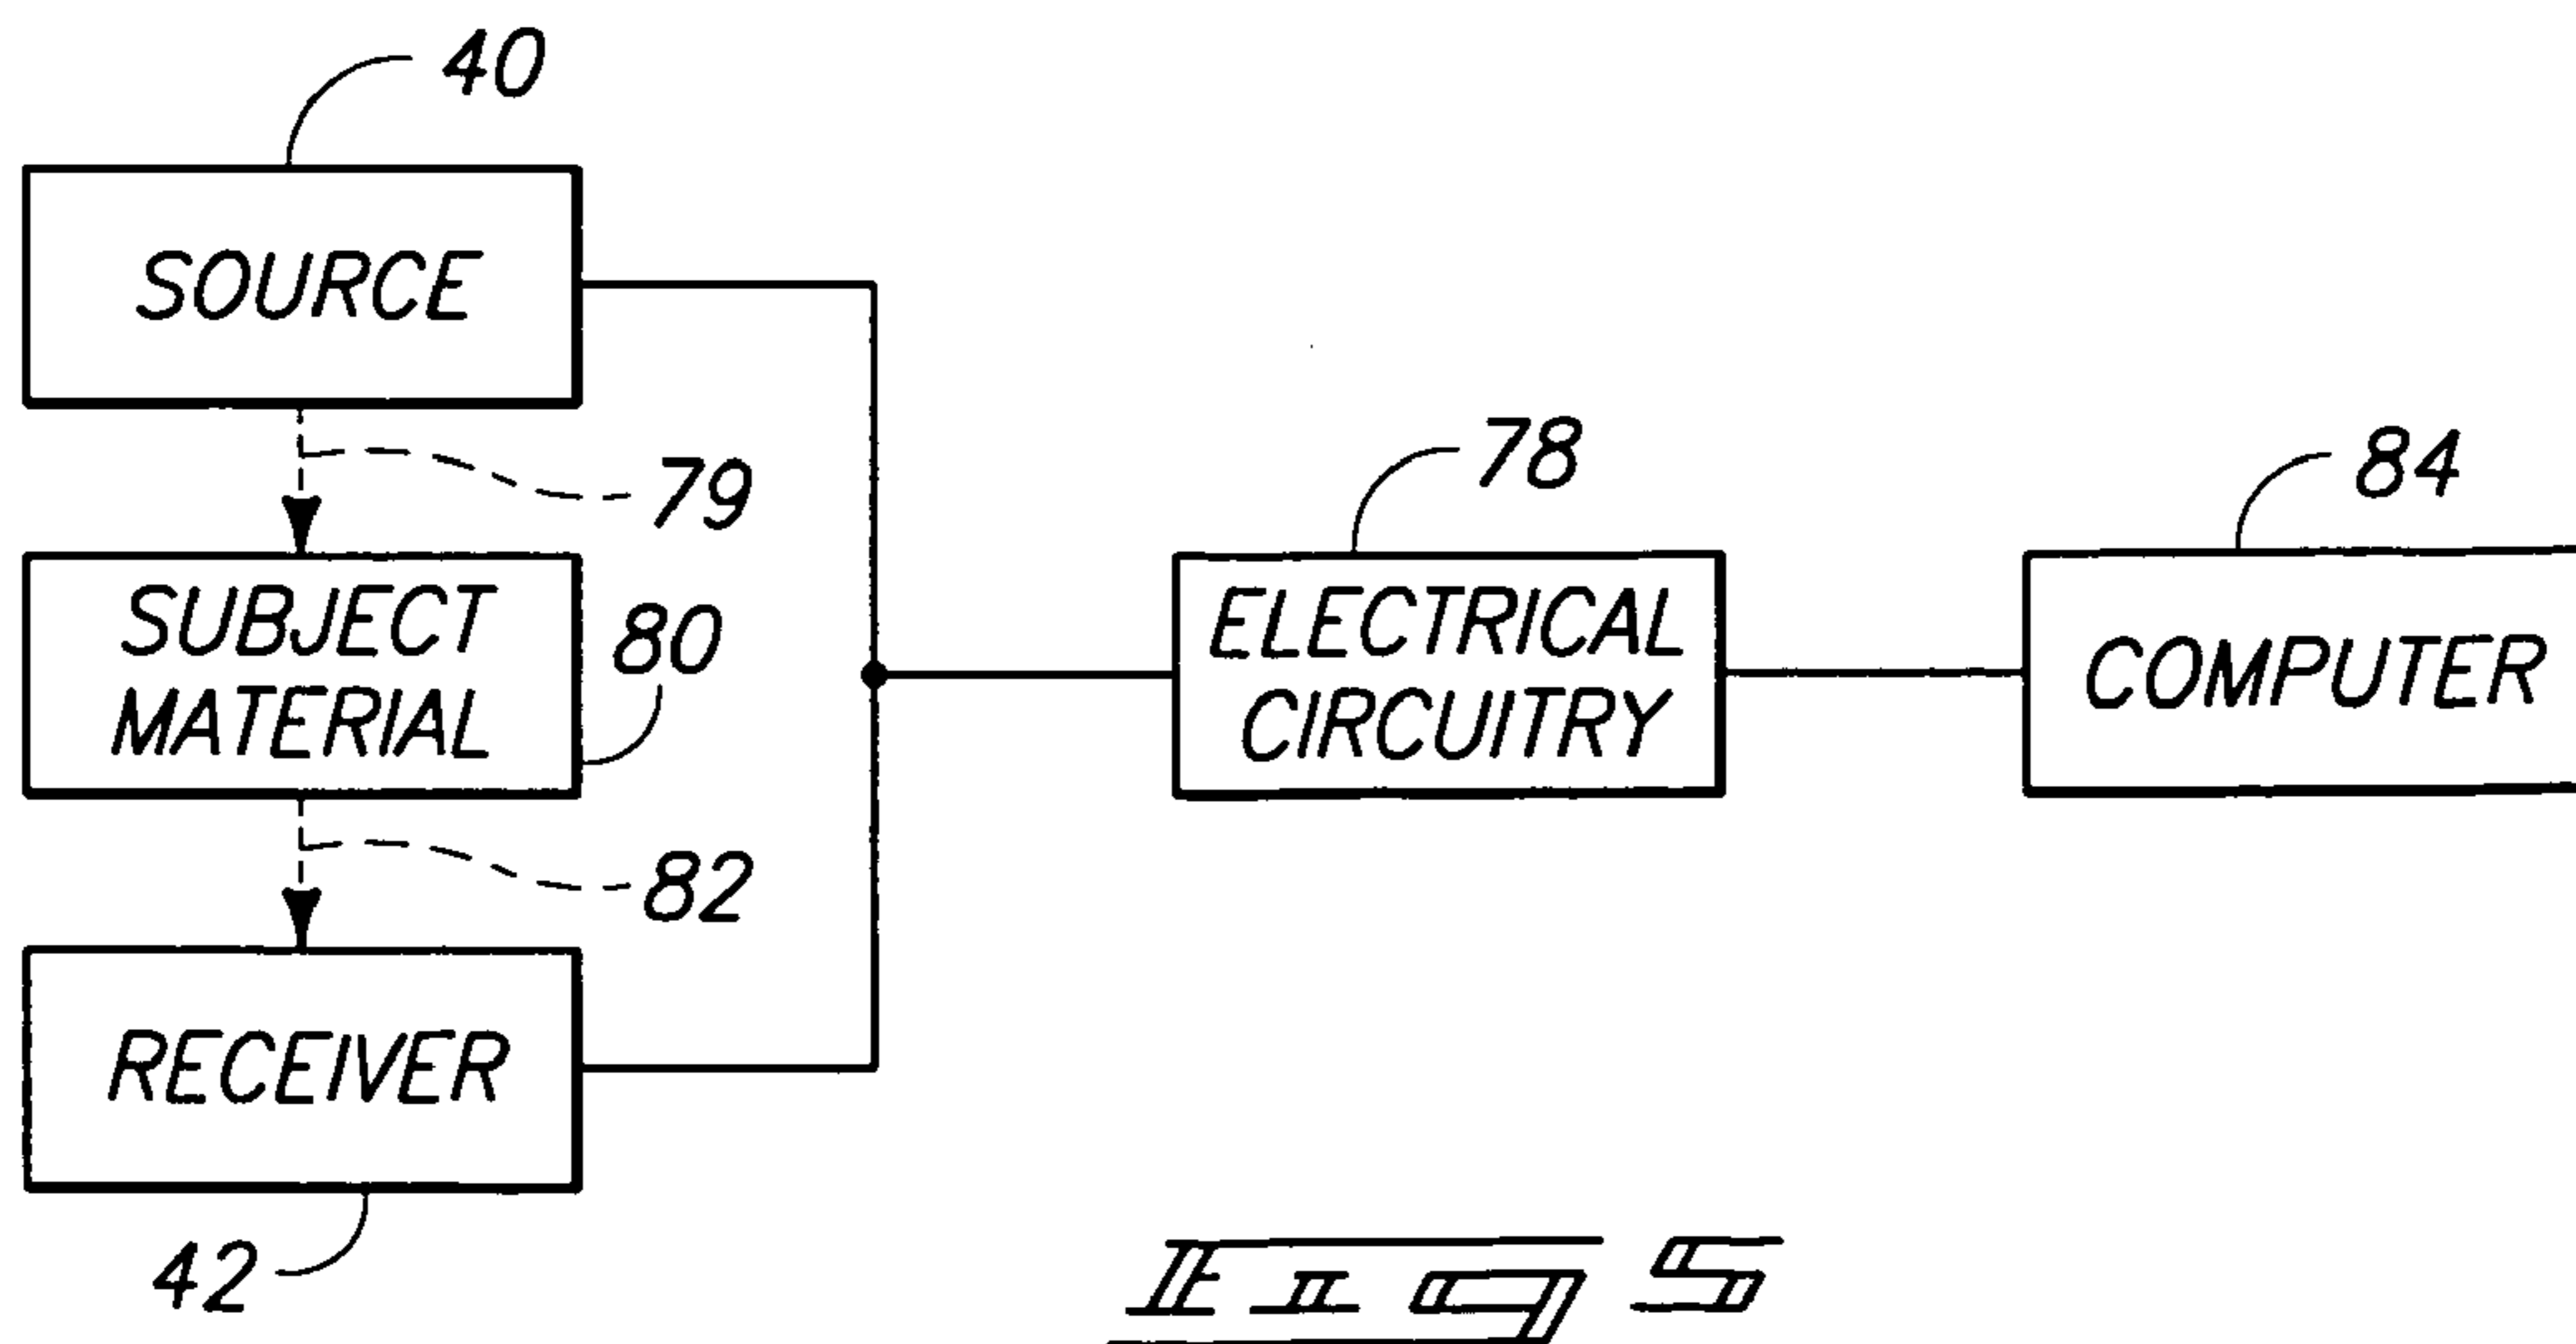 40
SOURCE
79
SUBJECT
MATERIAL
80
82
RECEIVER
42
78
ELECTRICAL
CIRCUITRY
84
COMPUTER
Fig 5